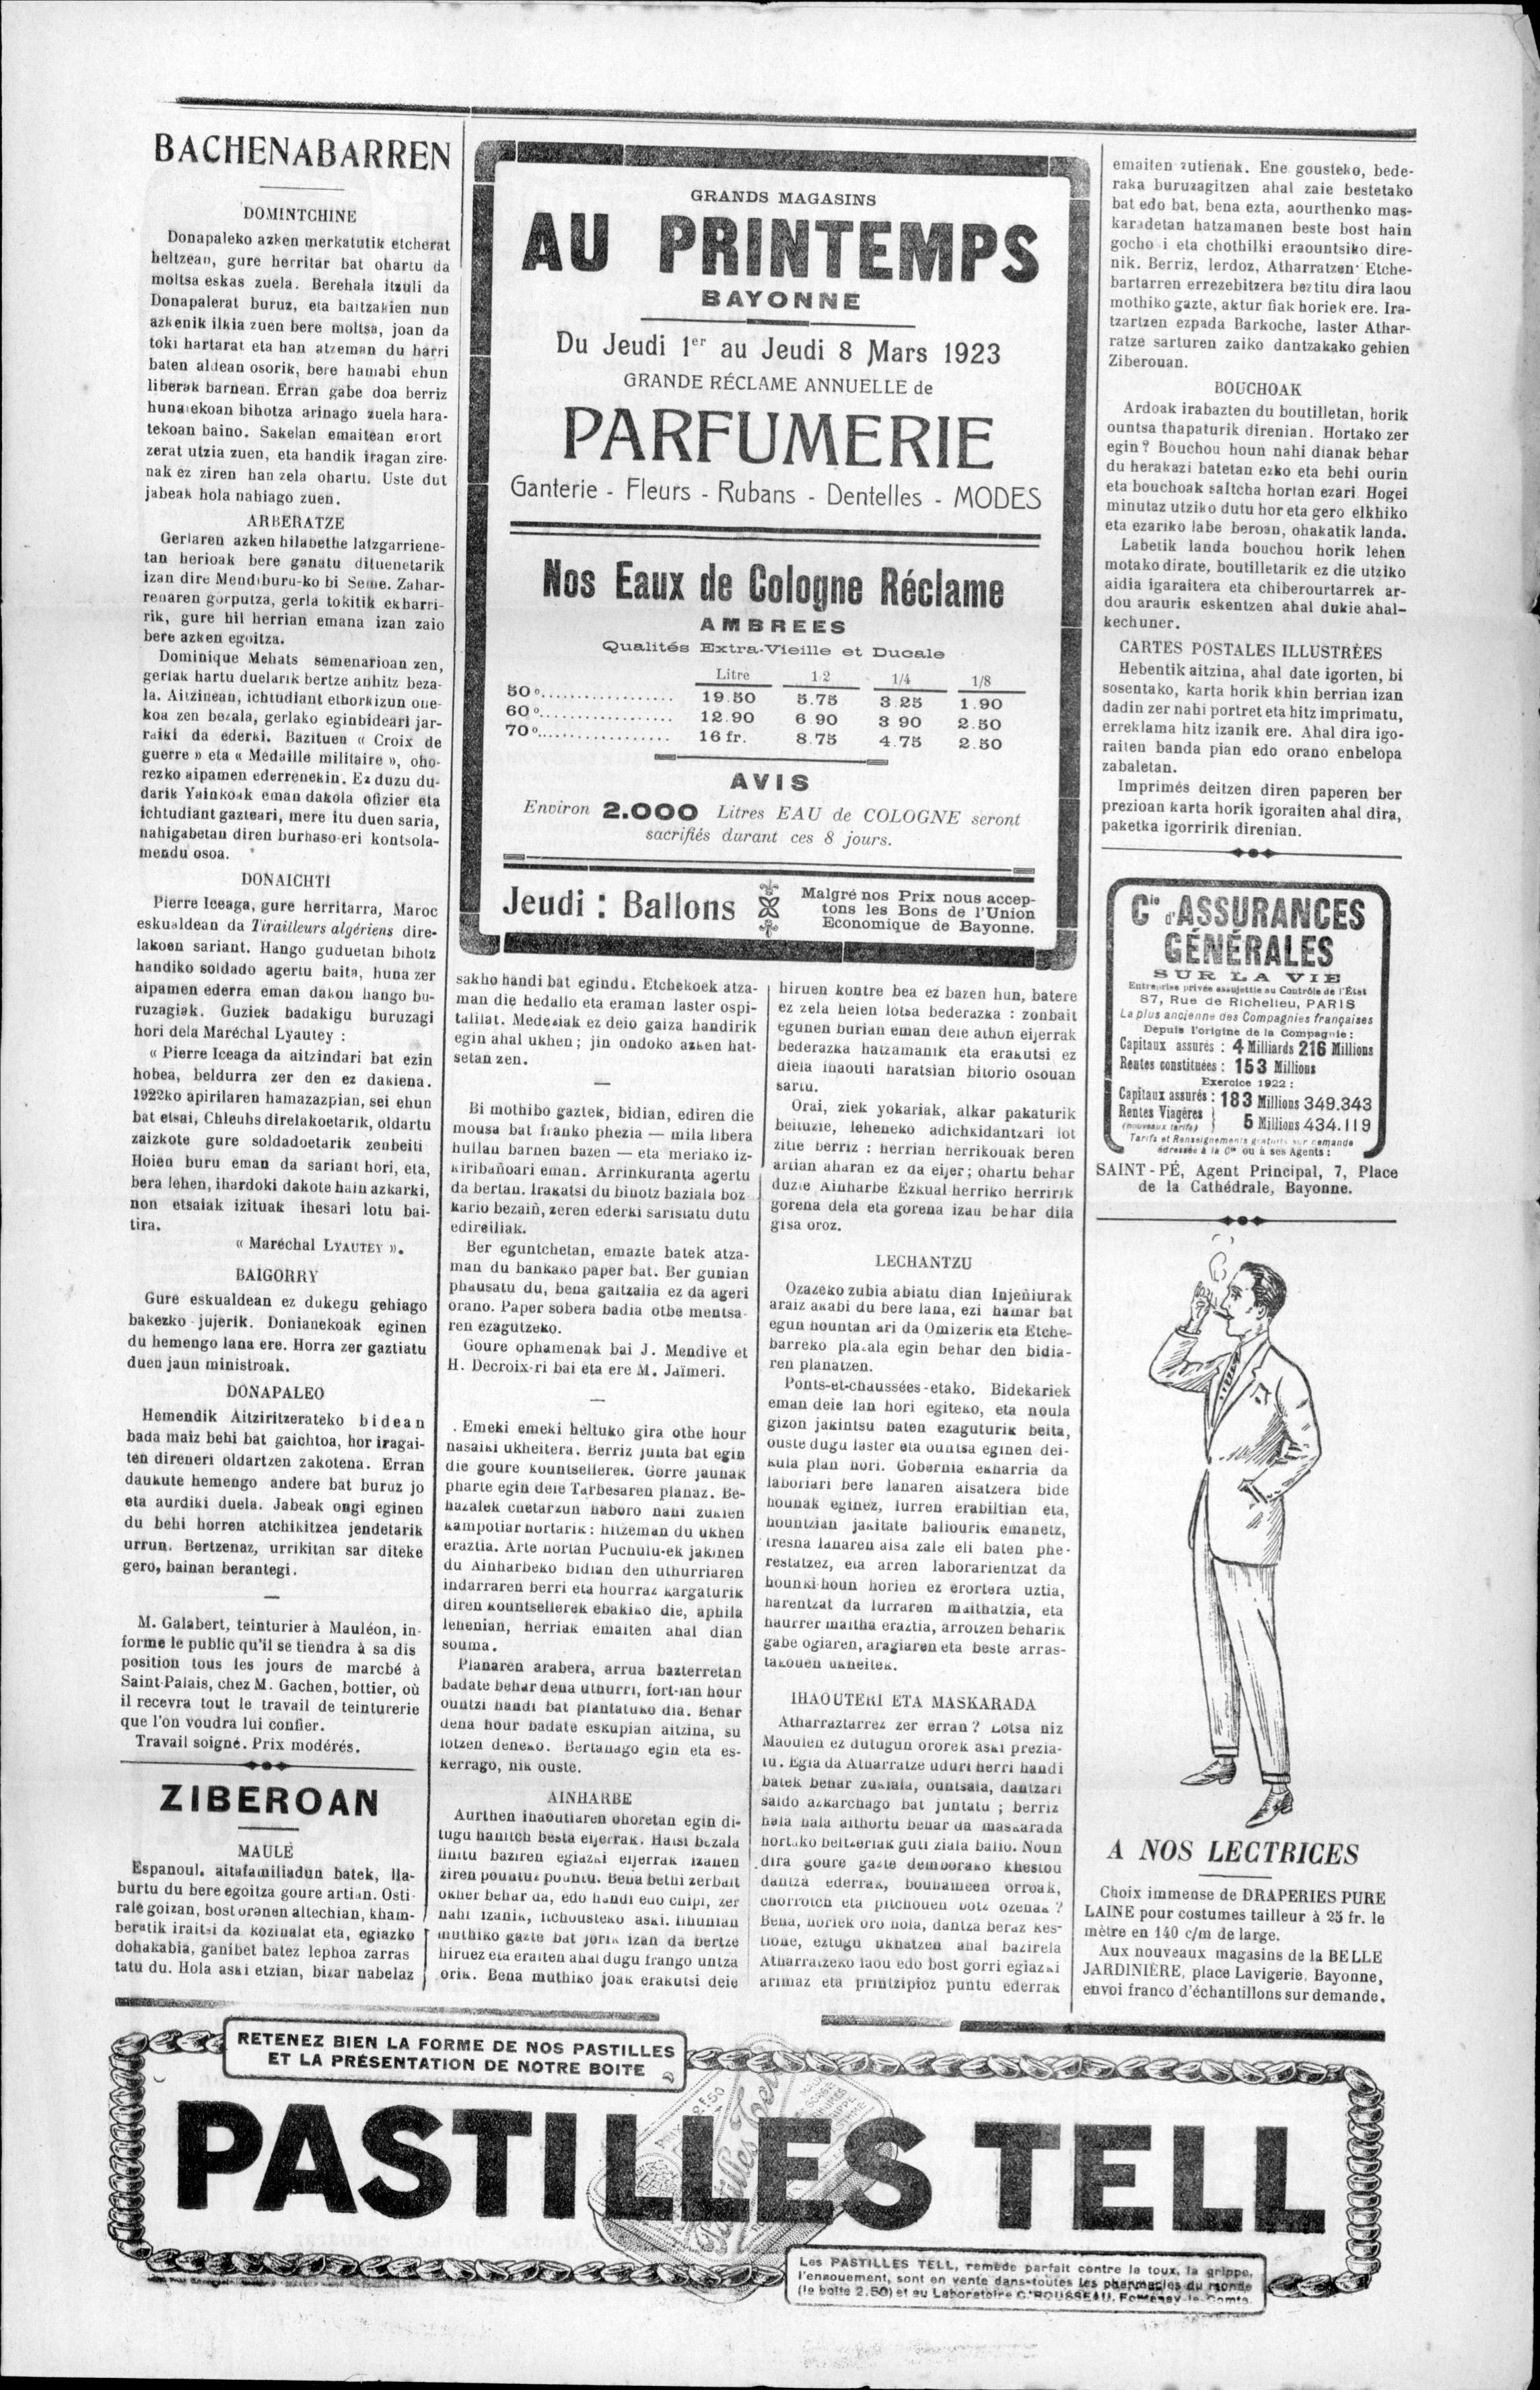 BACHENABARREN
DOMINTCHINE
Donapaleko azken merkatutik etcherat
heltzean, gure herritar bat ohartu da
moltsa eskas zuela. Berehala itzuli da
Donapalerat buruz, eta baitzakien nun
azkenik ilkia zuen bere moltsa, joan da
toki hartarat eta han atzeman du harri
baten aldean osorik, bere hamabi ehun
liberak barnean. Erran gabe doa berriz
hunaiekoan bihotza arinago zuela hara-
tekoan baino. Sakelan emaitean erort
zerat utzia zuen, eta handik iragan zire-
nak ez ziren han zela ohartu. Uste dut
jabeak hola nahiago zuen.
ARBERATZE
Gerlaren azken hilabethe latzgarriene-
tan herioak bere ganatu dituenetarik
izan dire Mendiburu-ko bi Seme. Zahar-
renaren gorputza, gerla tokitik ekharri-
rik, gure hil herrian emana izan zaio
bere azken egoitza.
Dominique Mehats semenarioan zen,
gerlak hartu duelarik bertze anhitz beza-
la. Aitzinean, ichtudiant ethorkizun one-
koa zen bezala, gerlako eginbideari jar-
raiki da ederki. Bazituen « Croix de
guerre » eta « Médaille militaire », oho-
rezko aipamen ederrenekin. Ez duzu du-
darik Yainkoak eman dakola ofizier eta
ichtudiant gazteari, mere itu duen saria,
nahigabetan diren burhaso eri kontsola-
mendu osoa.
DONAICHTI
Pierre Iceaga, gure herritarra, Maroc
eskualdean da Tirailleurs algériens dire-
lakoen sariant. Hango guduetan bihotz
handiko soldado agertu baita, huna zer
aipamen ederra eman dakon hango bu-
ruzagiak. Guziek badakigu buruzagi
hori dela Maréchal Lyautey :
« Pierre Iceaga da aitzindari bat ezin
hobea, beldurra zer den ez dakiena.
1922ko apirilaren hamazazpian, sei ehun
bat etsai, Chleuhs direlakoetarik, oldartu
zaizkote gure soldadoetarik zenbeiti
Hoien buru eman da sariant hori, eta,
bera lehen, ihardoki dakote hain azkarki,
non etsaiak izituak ihesari lotu bai-
tira.
« Maréchal LYAUTEY ».
BAIGORRY
Gure eskualdean ez dukegu gehiago
bakezko jujerik. Donianekoak eginen
du hemengo lana ere. Horra zer gaztiatu
duen jaun ministroak.
DONAPALEO
Hemendik Aitziritzerateko bidean
bada maiz behi bat gaichtoa, hor iragai-
ten direneri oldartzen zakotena. Erran
daukute hemengo andere bat buruz jo
eta aurdiki duela. Jabeak ongi eginen
du behi horren atchikitzea jendetarik
urrun. Bertzenaz, urrikitan sar diteke
gero, bainan berantegi.
M. Galabert, teinturier à Mauléon, in-
forme le public qu'il se tiendra à sa dis
position tous les jours de marché à
Saint-Palais, chez M. Gachen, bottier, où
il recevra tout le travail de teinturerie
que l'on voudra lui confier.
Travail soigné. Prix modérés.
ZIBEROAN
MAULE
Espanoul, aitafamiliadun batek, lla-
burtu du bere egoitza goure artian. Osti-
rale goizan, bost orenen altechian, kham-
beratik iraitsi da kozinalat eta, egiazko
dohakabia, ganibet batez lephoa zarras
tatu du. Hola aski etzian, bizar nabelaz
GRANDS MAGASINS
AU PRINTEMPS
BAYONNE
Du Jeudi 1er au Jeudi 8 Mars 1923
GRANDE RÉCLAME ANNUELLE de
PARFUMERIE
Ganterie - Fleurs - Rubans - Dentelles - MODES
Nos Eaux de Cologne Réclame
AMBREES
Qualités Extra-Vieille et Ducale
Litre 1/2 1/4 1/8
50°.................. 19.50 5.75 3.25 1.90
60°.................. 12.90 6.90 3 90 2.50
70°.................. 16 fr. 8.75 4.75 2.50
AVIS
Environ 2.000 Litres EAU de COLOGNE seront
sacrifiés durant ces 8 jours.
Jeudi : Ballons
Malgré nos Prix nous accep-
tons les Bons de l'Union
Economique de Bayonne.
sakho handi bat egindu. Etchekoek atza-
man die hedallo eta eraman laster ospi-
talilat. Medeziak ez deio gaiza handirik
egin ahal ukhen ; jin ondoko azken hat-
setan zen.
Bi mothibo gaztek, bidian, ediren die
mousa bat franko phezia — mila libera
hullan barnen bazen — eta meriako iz-
kiribañoari eman. Arrinkuranta agertu
da bertan. Irakatsi du bihotz baziala boz
kario bezaiñ, zeren ederki saristatu dutu
edireiliak.
Ber eguntchetan, emazte batek atza-
man du bankako paper bat. Ber gunian
phausatu du, bena galtzalia ez da ageri
orano. Paper sobera badia othe mentsa-
ren ezagutzeko.
Goure ophamenak bai J. Mendive et
H. Decroix-ri bai eta ere M. Jaïmeri.
Emeki emeki heltuko gira othe hour
nasaiki ukheitera. Berriz junta bat egin
die goure kountsellerek. Gorre jaunak
pharte egin deie Tarbesaren planaz. Be-
hazalek chetarzun haboro nahi zukien
kampotiar hortarik : hitzeman du ukhen
eraztia. Arte hortan Puchulu-ek jakinen
du Ainharbeko bidian den uthurriaren
indarraren berri eta hourraz kargaturik
diren kountsellerek ebakiko die, aphila
lehenian, herriak emaiten ahal dian
souma.
Planaren arabera, arrua bazterretan
badate behar dena uthurri, fort-ian hour
ountzi handi bat plantatuko dia. Behar
dena hour badate eskupian aitzina, su
lotzen deneko. Bertanago egin eta es-
kerrago, nik ouste.
AINHARBE
Aurthen ihaoutiaren ohoretan egin di-
tugu hanitch besta eijerrak. Hatsi bezala
finitu baziren egiazki eijerrak izanen
ziren pountuz pountu. Bena bethi zerbait
okher behar da, edo handi edo chipi, zer
nahi izanik, itchousteko aski. Ihunian
muthiko gazte bat jorik izan da bertze
hiruez eta eraiten ahal dugu frango untza
orik. Bena muthiko joak erakutsi deie
hiruen kontre bea ez bazen hun, batere
ez zela heien lotsa bederazka : zonbait
egunen burian eman deie athon eijerrak
bederazka hatzamanik eta erakutsi ez
diela ihaouti haratsian bitorio osouan
sartu.
Orai, ziek yokariak, alkar pakaturik
beituzie, leheneko adichkidantzari lot
zitie berriz : herrian herrikouak beren
artian aharan ez da eijer ; ohartu behar
duzie Ainharbe Ezkual herriko herririk
gorena dela eta gorena izau behar dila
gisa oroz.
LECHANTZU
Ozazeko zubia abiatu dian Injeñiurak
araiz akabi du bere lana, ezi hamar bat
egun hountan ari da Omizerik eta Etche-
barreko plazala egin behar den bidia-
ren planatzen.
Ponts-et-chaussées-etako. Bidekariek
eman deie lan hori egiteko, eta noula
gizon jakintsu baten ezaguturik beita,
ouste dugu laster eta ountsa eginen dei-
kula plan hori. Gobernia ekharria da
laboriari bere lanaren aisatzera bide
hounak eginez, lurren erabiltian eta,
hountzian jakitate baliourik emanetz,
tresna lanaren aisa zale eli baten phe-
restatzez, eta arren laborarientzat da
hounki-houn horien ez erortera uztia,
harentzat da lurraren maithatzia, eta
haurrer maitha eraztia, arrotzen beharik
gabe ogiaren, aragiaren eta beste arras-
takouen ukheitek.
IHAOUTERI ETA MASKARADA
Atharraztarrez zer erran ? Lotsa niz
Maoulen ez dutugun ororek aski prezia-
tu. Egia da Atharratze uduri herri handi
batek behar zukiala, ountsala, dantzari
saldo azkarchago bat juntatu ; berriz
hala hala aithortu behar da maskarada
hortako beltzeriak guti ziala balio. Noun
dira goure gazte demborako khestou
dantza ederrak, bouhameen orroak,
chorrotch eta pitchouen botz ozenak ?
Bena, horiek oro hola, dantza beraz kes-
tione, eztugu ukhatzen ahal bazirela
Atharratzeko laou edo bost gorri egiazki
arimaz eta printzipioz puntu ederrak
emaiten zutienak. Ene gousteko, bede-
raka buruzagitzen ahal zaie bestetako
bat edo bat, bena ezta, aourthenko mas-
karadetan hatzamanen beste bost hain
gocho i eta chothilki eraountsiko dire-
nik. Berriz, lerdoz, Atharratzen Etche-
bartarren errezebitzera beztitu dira laou
mothiko gazte, aktur fiak horiek ere. Ira-
tzartzen ezpada Barkoche, laster Athar-
ratze sarturen zaiko dantzakako gehien
Ziberouan.
BOUCHOAK
Ardoak irabazten du boutilletan, horik
ountsa thapaturik direnian. Hortako zer
egin ? Bouchou houn nahi dianak behar
du herakazi batetan ezko eta behi ourin
eta bouchoak saltcha hortan ezari. Hogei
minutaz utziko dutu hor eta gero elkhiko
eta ezariko labe beroan, ohakatik landa.
Labetik landa bouchou horik lehen
motako dirate, boutilletarik ez die utziko
aidia igaraitera eta chiberourtarrek ar-
dou araurik eskentzen ahal dukie ahal-
kechuner.
CARTES POSTALES ILLUSTRÉES
Hebentik aitzina, ahal date igorten, bi
sosentako, karta horik khin berrian izan
dadin zer nahi portret eta hitz imprimatu,
erreklama hitz izanik ere. Ahal dira igo-
raiten banda pian edo orano enbelopa
zabaletan.
Imprimés deitzen diren paperen ber
prezioan karta horik igoraiten ahal dira,
paketka igorririk direnian.
Cie d'ASSURANCES
GÉNÉRALES
SUR LA VIE
Entreprise privée assujettie au Contrôle de l'État
87, Rue de Richelieu, PARIS
La plus ancienne des Compagnies françaises
Depuis l'origine de la Compagnie :
Capitaux assurés : 4 Milliards 216 Millions
Rentes constituées : 153 Millions
Exercice 1922 :
Capitaux assurés : 183 Millions 349.343
Rentes Viagères
(nouveaux tarifs) 5 Millions 434.119
Tarifs et Renseignements gratuits sur demande
adressée à la Cie ou à ses Agents :
SAINT-PÉ, Agent Principal, 7, Place
de la Cathédrale, Bayonne.
A NOS LECTRICES
Choix immense de DRAPERIES PURE
LAINE pour costumes tailleur à 25 fr. le
mètre en 140 c/m de large.
Aux nouveaux magasins de la BELLE
JARDINIÈRE, place Lavigerie, Bayonne,
envoi franco d'échantillons sur demande.
RETENEZ BIEN LA FORME DE NOS PASTILLES
ET LA PRÉSENTATION DE NOTRE BOITE
PASTILLES TELL
Les PASTILLES TELL, remède parfait contre la toux, la grippe,
l'enrouement, sont en vente dans toutes les pharmacies du monde
(la boîte 2.50) et au Laboratoire C. ROUSSEAU, Fontenay-le-Comte.